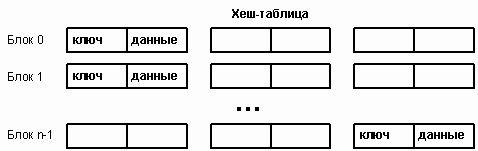 Хеш-таблица
Блок 0 ключ данные
Блок 1 ключ данные
...
Блок n-1 ключ данные